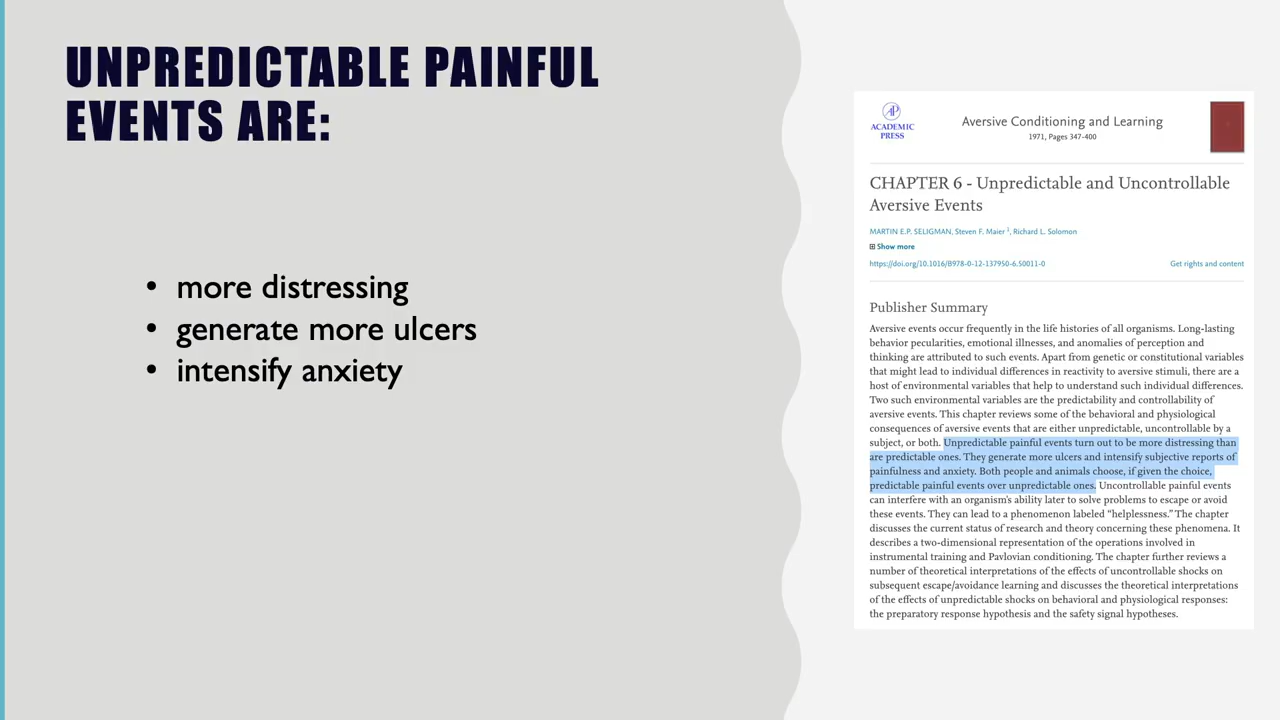 UNPREDICTABLE PAINFUL
EVENTS ARE:
• more distressing
• generate more ulcers
• intensify anxiety
AP
ACADEMIC
PRESS
Aversive Conditioning and Learning
1971, Pages 347-400
CHAPTER 6 - Unpredictable and Uncontrollable
Aversive Events
MARTIN E.P. SELIGMAN, Steven F. Maier 1, Richard L. Solomon
Show more
https://doi.org/10.1016/B978-0-12-137950-6.50011-0
Get rights and content
Publisher Summary
Aversive events occur frequently in the life histories of all organisms. Long-lasting
behavior peculiarities, emotional illnesses, and anomalies of perception and
thinking are attributed to such events. Apart from genetic or constitutional variables
that might lead to individual differences in reactivity to aversive stimuli, there are a
host of environmental variables that help to understand such individual differences.
Two such environmental variables are the predictability and controllability of
aversive events. This chapter reviews some of the behavioral and physiological
consequences of aversive events that are either unpredictable, uncontrollable by a
subject, or both. Unpredictable painful events turn out to be more distressing than
are predictable ones. They generate more ulcers and intensify subjective reports of
painfulness and anxiety. Both people and animals choose, if given the choice,
predictable painful events over unpredictable ones. Uncontrollable painful events
can interfere with an organism's ability later to solve problems to escape or avoid
these events. They can lead to a phenomenon labeled “helplessness.” The chapter
discusses the current status of research and theory concerning these phenomena. It
describes a two-dimensional representation of the operations involved in
instrumental training and Pavlovian conditioning. The chapter further reviews a
number of theoretical interpretations of the effects of uncontrollable shocks on
subsequent escape/avoidance learning and discusses the theoretical interpretations
of the effects of unpredictable shocks on behavioral and physiological responses:
the preparatory response hypothesis and the safety signal hypotheses.